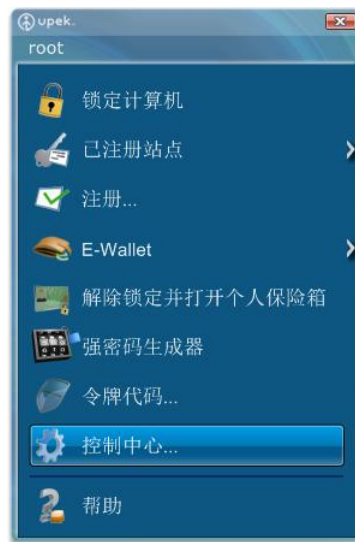 upek.
root
锁定计算机
已注册站点
注册...
E-Wallet
解除锁定并打开个人保险箱
强密码生成器
令牌代码...
控制中心...
帮助